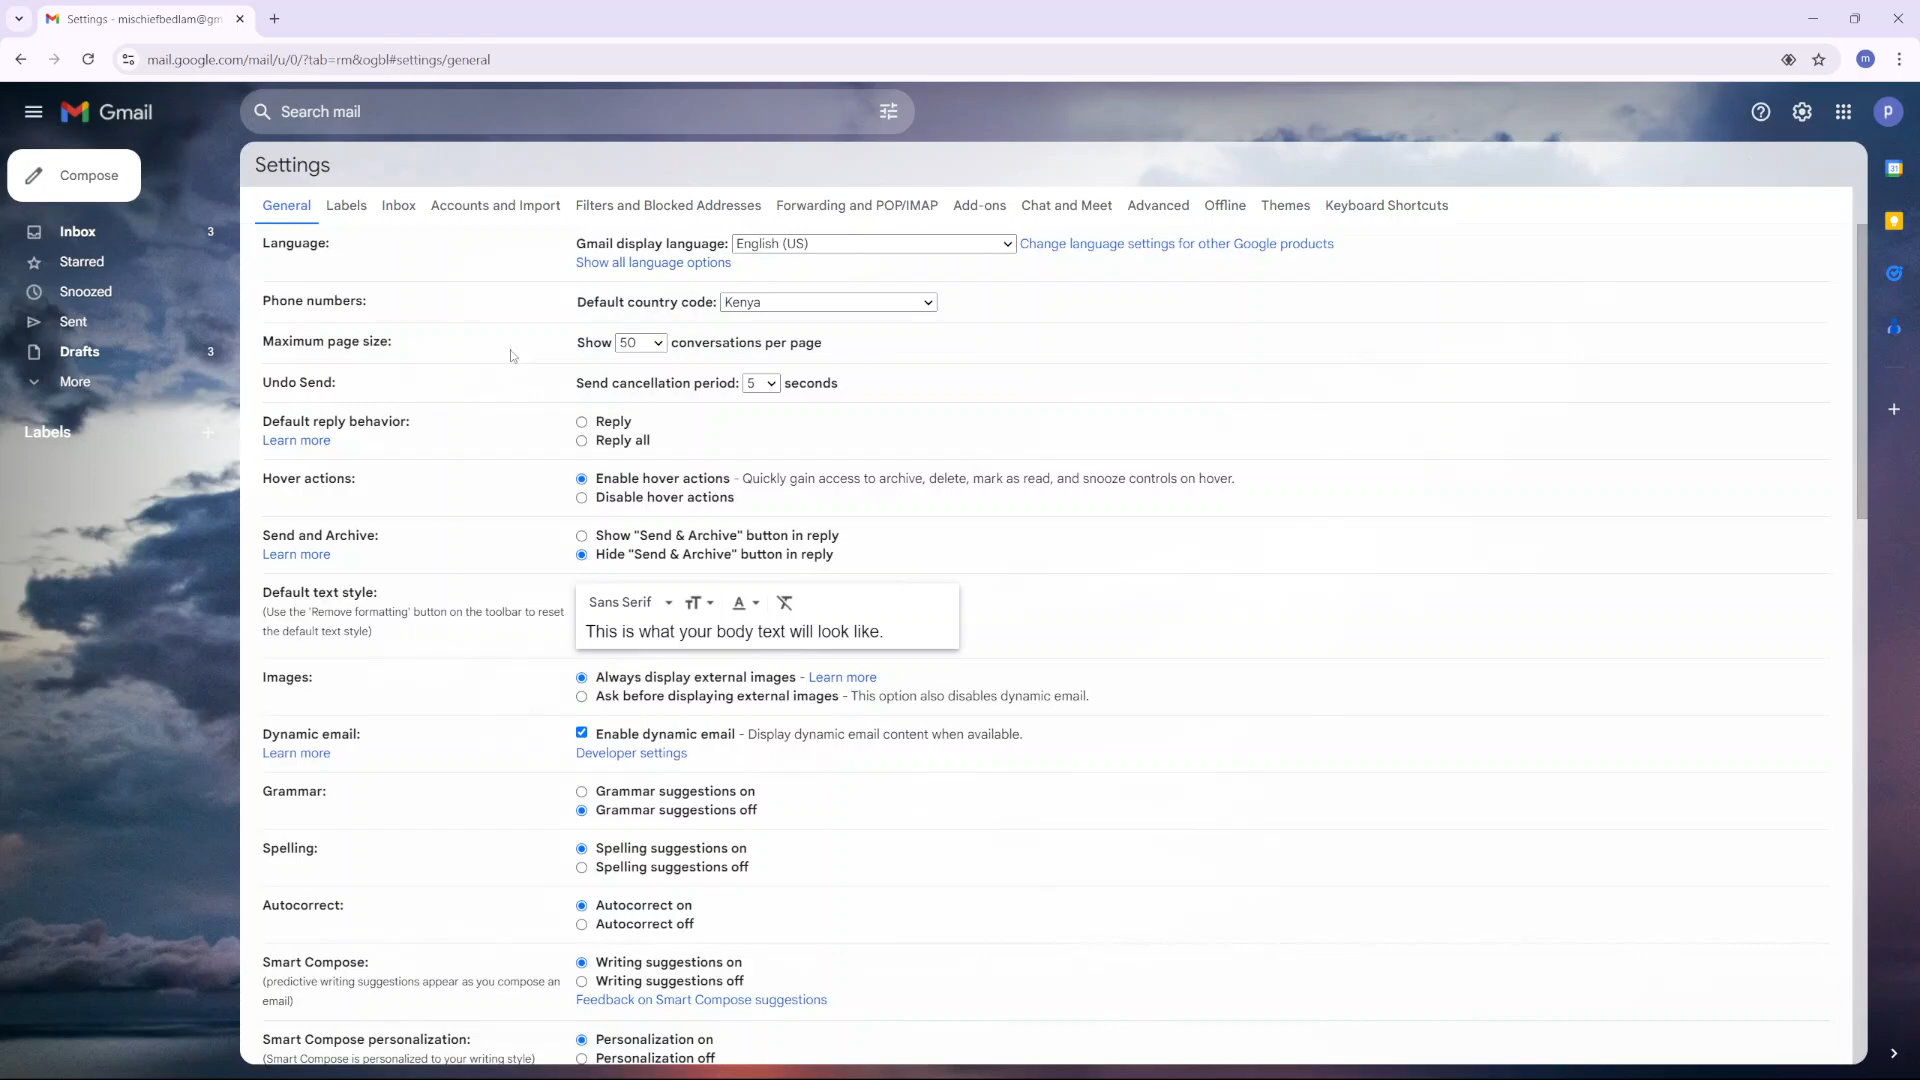 Settings - mischiefbedlam@gm
mail.google.com/mail/u/0/?tab=rm&ogbl#settings/general
m
Gmail
Search mail
p
Compose
Inbox 3
Starred
Snoozed
Sent
Drafts 3
More
Labels
Settings
General Labels Inbox Accounts and Import Filters and Blocked Addresses Forwarding and POP/IMAP Add-ons Chat and Meet Advanced Offline Themes Keyboard Shortcuts
Language: Gmail display language: English (US) Change language settings for other Google products
Show all language options
Phone numbers: Default country code: Kenya
Maximum page size: Show 50 conversations per page
Undo Send: Send cancellation period: 5 seconds
Default reply behavior: Reply
Learn more Reply all
Hover actions: Enable hover actions - Quickly gain access to archive, delete, mark as read, and snooze controls on hover.
Disable hover actions
Send and Archive: Show "Send & Archive" button in reply
Learn more Hide "Send & Archive" button in reply
Default text style: Sans Serif
(Use the 'Remove formatting' button on the toolbar to reset
the default text style) This is what your body text will look like.
Images: Always display external images - Learn more
Ask before displaying external images - This option also disables dynamic email.
Dynamic email: Enable dynamic email - Display dynamic email content when available.
Learn more Developer settings
Grammar: Grammar suggestions on
Grammar suggestions off
Spelling: Spelling suggestions on
Spelling suggestions off
Autocorrect: Autocorrect on
Autocorrect off
Smart Compose: Writing suggestions on
(predictive writing suggestions appear as you compose an Writing suggestions off
email) Feedback on Smart Compose suggestions
Smart Compose personalization: Personalization on
(Smart Compose is personalized to your writing style) Personalization off